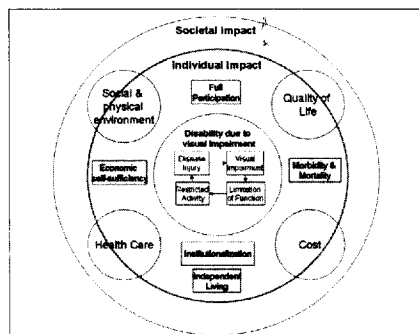 Societal Impact
Individual Impact
Social &
physical
environment
Full
Participation
Quality of
Life
Disability due to
visual impairment
Disease
Injury
Visual
Impairment
Economic
self-sufficiency
Morbidity &
Mortality
Restricted
Activity
Limitation
of Function
Health Care
Institutionalization
Cost
Independent
Living